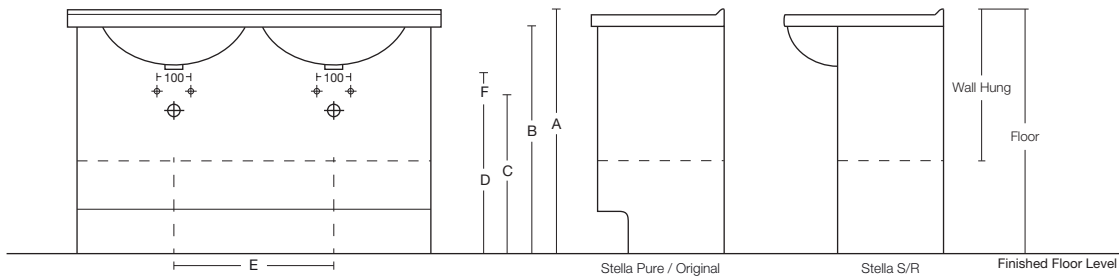 100
100
F
A
B
C
D
E
Wall Hung
Floor
Stella Pure / Original
Stella S/R
Finished Floor Level